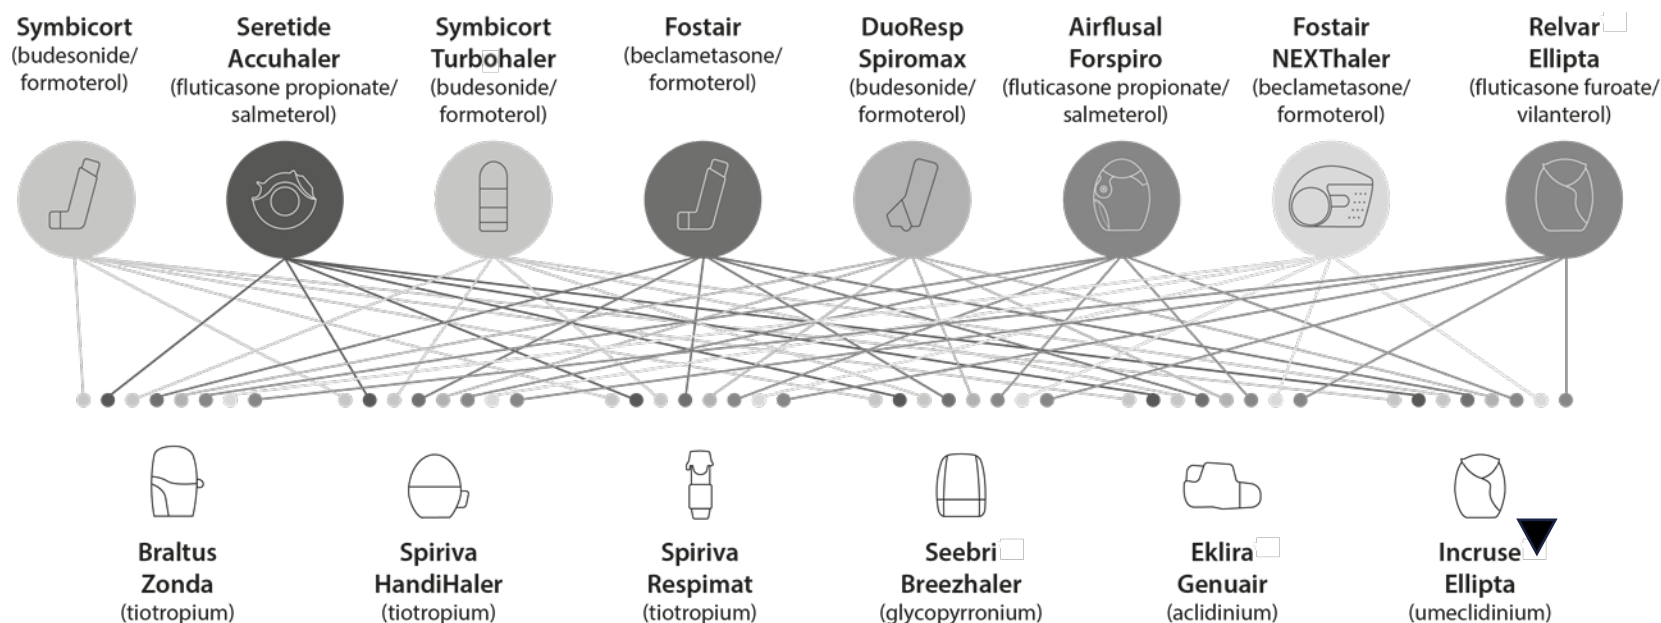 Symbicort
(budesonide/
formoterol)
Seretide
Accuhaler
(fluticasone propionate/
salmeterol)
Symbicort
Turbohaler
(budesonide/
formoterol)
Fostair
(beclametasone/
formoterol)
DuoResp
Spiromax
(budesonide/
formoterol)
Airflusal
Forspiro
(fluticasone propionate/
salmeterol)
Fostair
NEXThaler
(beclametasone/
formoterol)
Relvar
Ellipta
(fluticasone furoate/
vilanterol)
Braltus
Zonda
(tiotropium)
Spiriva
HandiHaler
(tiotropium)
Spiriva
Respimat
(tiotropium)
Seebri
Breezhaler
(glycopyrronium)
Eklira
Genuair
(aclidinium)
Incruse
Ellipta
(umeclidinium)